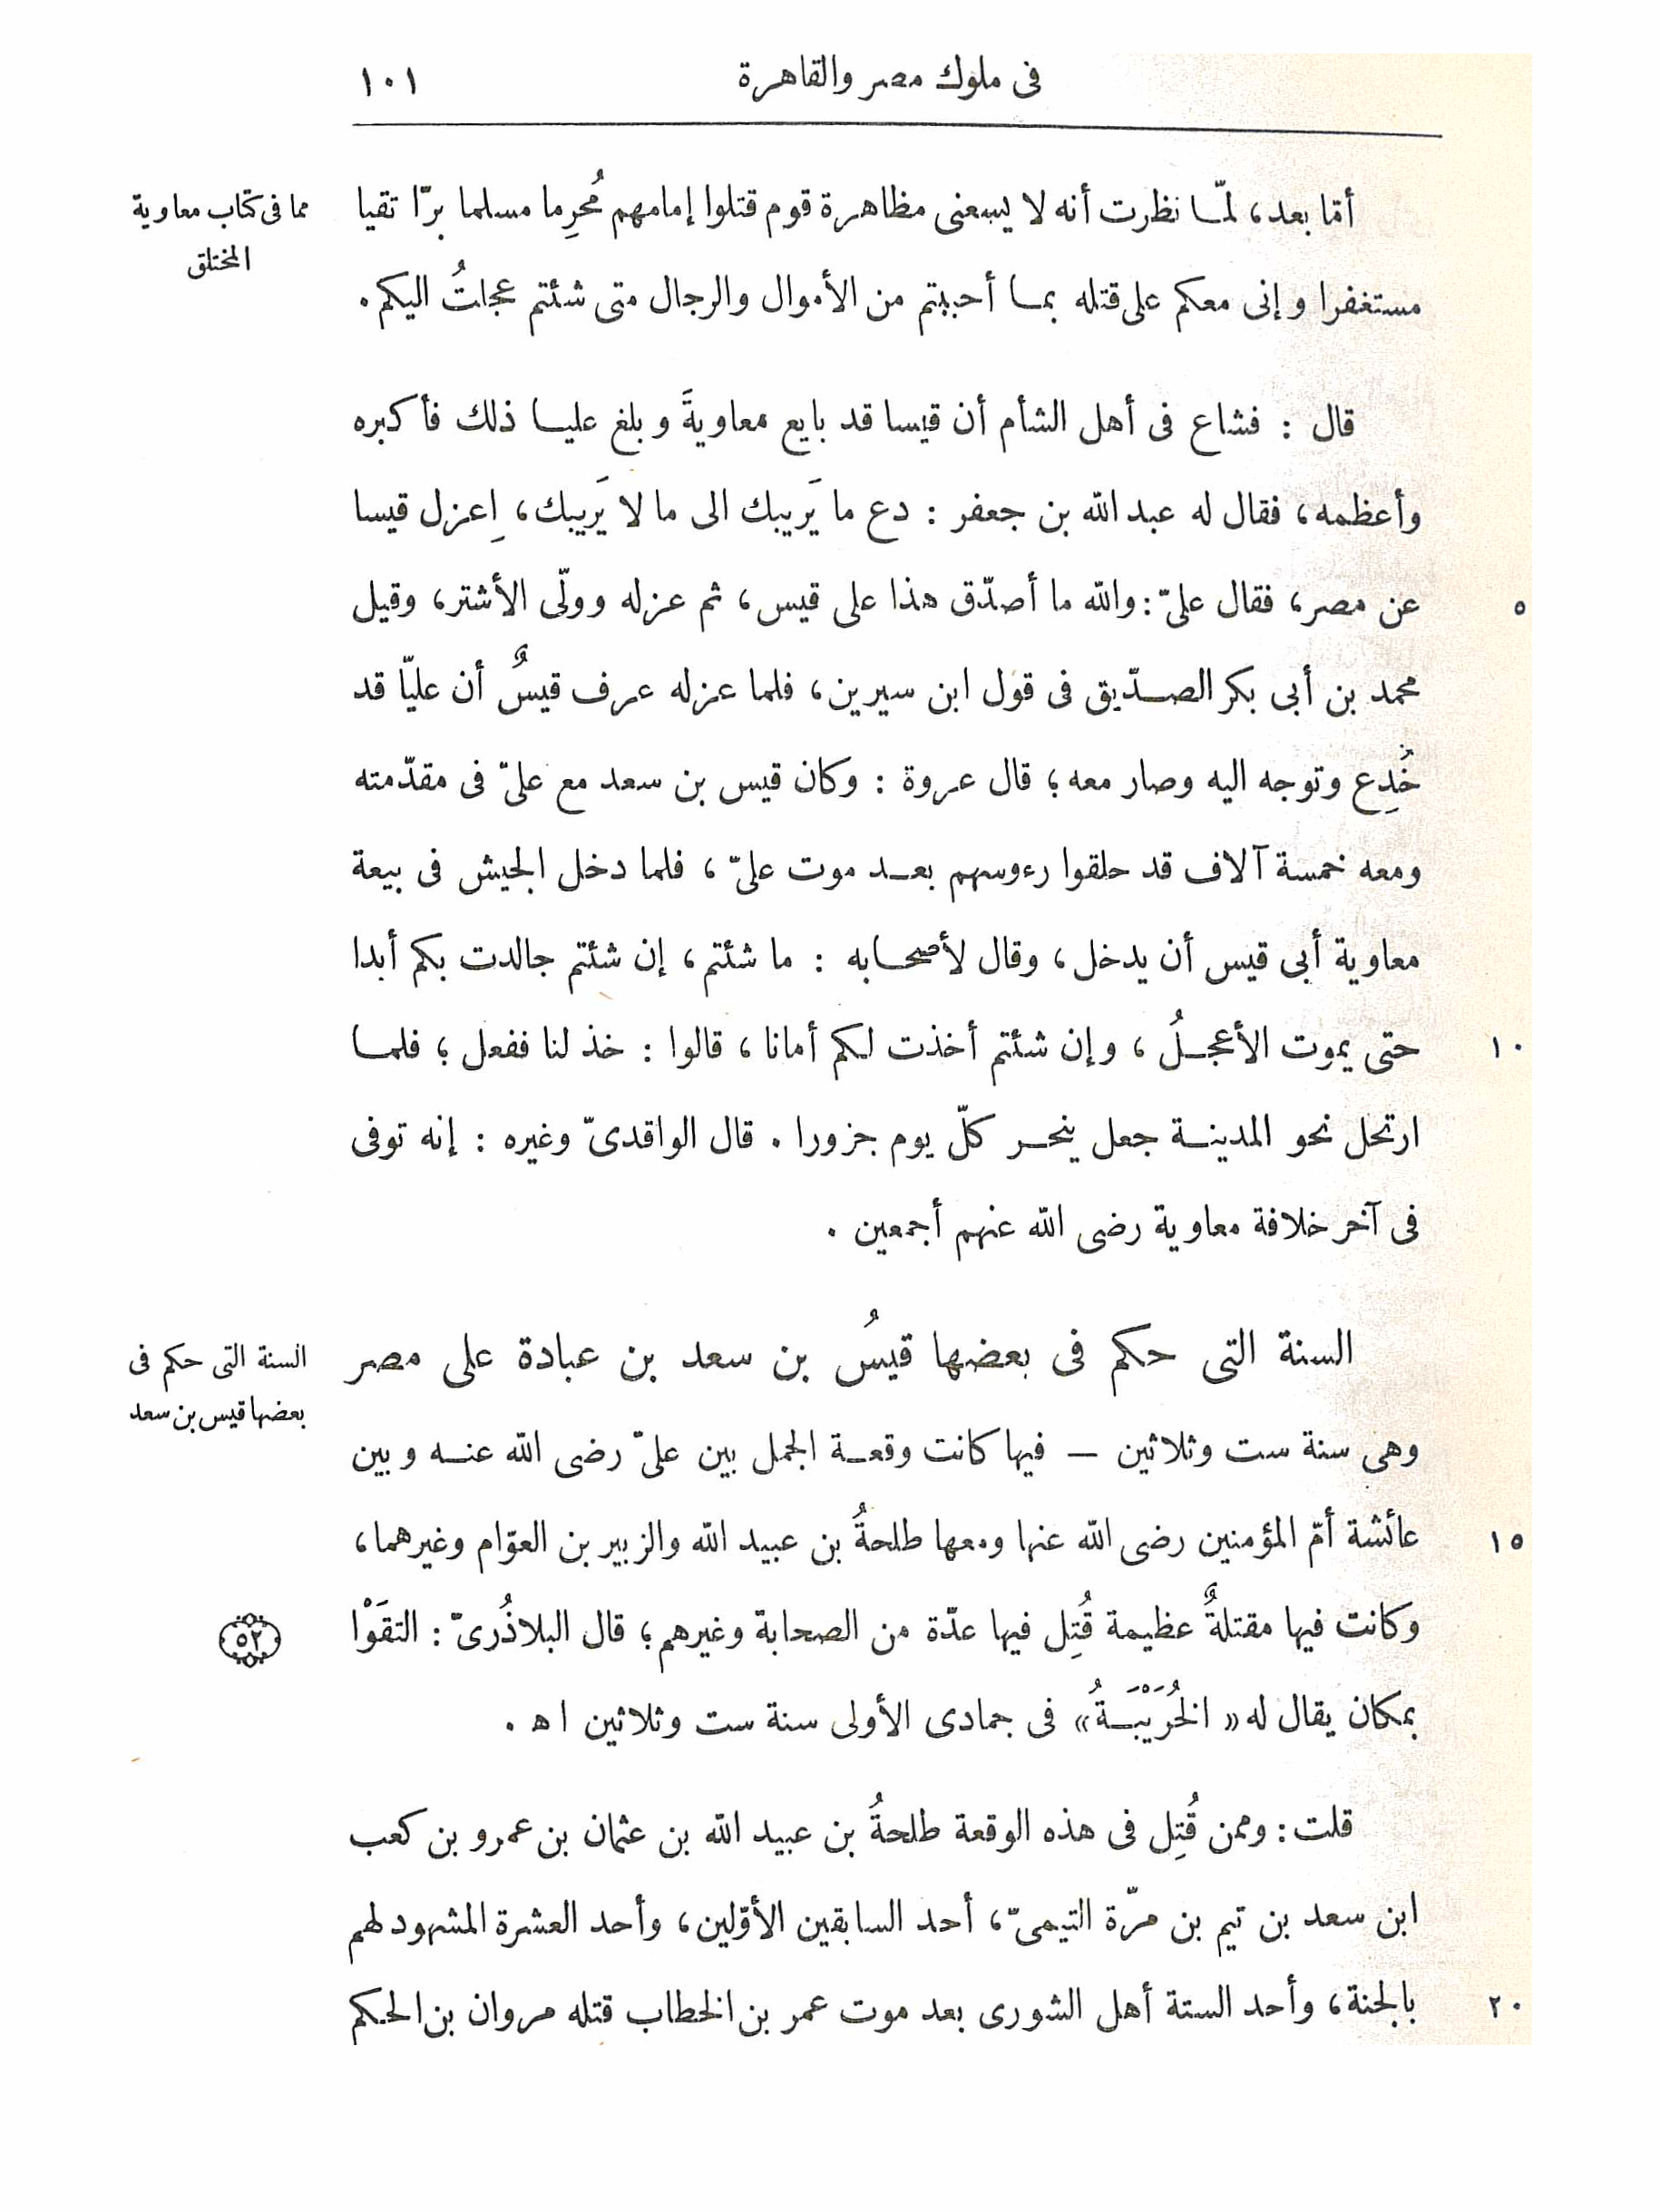 فى ملوك مصر والقاهرة ١٠١
أمّا بعد، لمّا نظرت أنه لا يسعنى مظاهرة قوم قتلوا إمامهم مُحرِما مسلما برّا تقيا
مما فى كتاب معاوية
المختلق
مستغفرا وإنى معكم على قتله بما أحببتم من الأموال والرجال متى شئتم عجلتُ اليكم.
قال : فشاع فى أهل الشأم أن قيسا قد بايع معاويةَ وبلغ عليا ذلك فأكبره
وأعظمه، فقال له عبد الله بن جعفر : دع ما يَريبك الى ما لا يَريبك، اِعزل قيسا
عن مصر، فقال علىّ : والله ما أصدّق هذا على قيس، ثم عزله وولّى الأشتر، وقيل
٥
محمد بن أبى بكر الصدّيق فى قول ابن سيرين، فلما عزله عرف قيسٌ أن عليّا قد
خُدِع وتوجه اليه وصار معه؛ قال عروة : وكان قيس بن سعد مع علىّ فى مقدّمته
ومعه خمسة آلاف قد حلقوا رءوسهم بعد موت علىّ، فلما دخل الجيش فى بيعة
معاوية أبى قيس أن يدخل، وقال لأصحابه : ما شئتم، إن شئتم جالدت بكم أبدا
حتى يموت الأعجلُ، وإن شئتم أخذت لكم أمانا، قالوا : خذ لنا ففعل؛ فلما
١٠
ارتحل نحو المدينة جعل ينحر كلّ يوم جزورا . قال الواقدىّ وغيره : إنه توفى
فى آخر خلافة معاوية رضى الله عنهم أجمعين .
السنة التى حكم فى بعضها قيسُ بن سعد بن عبادة على مصر
السنة التى حكم فى
بعضها قيس بن سعد
وهى سنة ست وثلاثين — فيها كانت وقعة الجمل بين علىّ رضى الله عنه وبين
عائشة أمّ المؤمنين رضى الله عنها ومعها طلحةُ بن عبيد الله والزبير بن العوّام وغيرهما،
١٥
وكانت فيها مقتلةٌ عظيمة قُتِل فيها عدّة من الصحابة وغيرهم؛ قال البلاذُرىّ : التقَوْا
٥٢
بمكان يقال له « الخُرَيْبَةُ» فى جمادى الأولى سنة ست وثلاثين ا ه .
قلت : وممن قُتِل فى هذه الوقعة طلحةُ بن عبيد الله بن عثمان بن عمرو بن كعب
ابن سعد بن تيم بن مرّة التيمىّ، أحد السابقين الأوّلين، وأحد العشرة المشهود لهم
بالجنة، وأحد الستة أهل الشورى بعد موت عمر بن الخطاب قتله مروان بن الحكم
٢٠